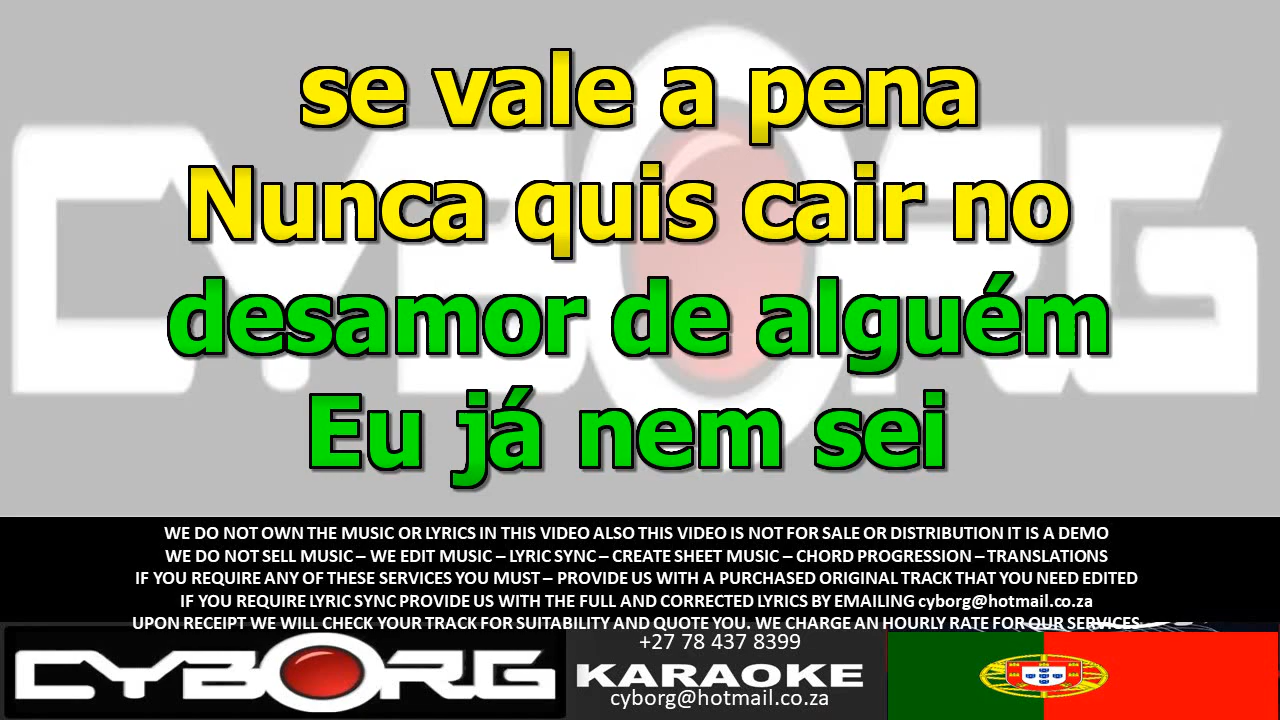 se vale a pena
Nunca quis cair no
desamor de alguém
Eu já nem sei
CYBORG
WE DO NOT OWN THE MUSIC OR LYRICS IN THIS VIDEO ALSO THIS VIDEO IS NOT FOR SALE OR DISTRIBUTION IT IS A DEMO
WE DO NOT SELL MUSIC – WE EDIT MUSIC – LYRIC SYNC – CREATE SHEET MUSIC – CHORD PROGRESSION – TRANSLATIONS
IF YOU REQUIRE ANY OF THESE SERVICES YOU MUST – PROVIDE US WITH A PURCHASED ORIGINAL TRACK THAT YOU NEED EDITED
IF YOU REQUIRE LYRIC SYNC PROVIDE US WITH THE FULL AND CORRECTED LYRICS BY EMAILING cyborg@hotmail.co.za
UPON RECEIPT WE WILL CHECK YOUR TRACK FOR SUITABILITY AND QUOTE YOU. WE CHARGE AN HOURLY RATE FOR OUR SERVICES.
CYBORG
+27 78 437 8399
KARAOKE
cyborg@hotmail.co.za